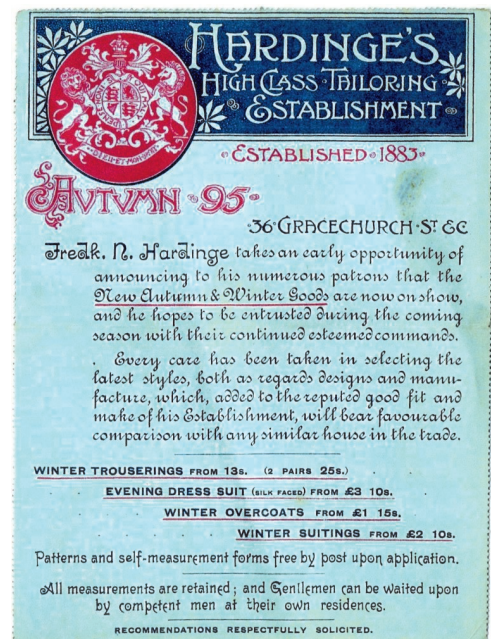 HARDINGE'S
HIGH CLASS TAILORING
ESTABLISHMENT
ESTABLISHED 1883
AVTVMN 95
36 GRACECHURCH ST EC
Fredk. N. Hardinge takes an early opportunity of
announcing to his numerous patrons that the
New Autumn & Winter Goods are now on show,
and he hopes to be entrusted during the coming
season with their continued esteemed commands.
. Every care has been taken in selecting the
latest styles, both as regards designs and manu-
facture, which, added to the reputed good fit and
make of his Establishment, will bear favourable
comparison with any similar house in the trade.
WINTER TROUSERINGS FROM 13s. (2 PAIRS 25s.)
EVENING DRESS SUIT (SILK FACED) FROM £3 10s.
WINTER OVERCOATS FROM £1 15s.
WINTER SUITINGS FROM £2 10s.
Patterns and self-measurement forms free by post upon application.
All measurements are retained; and Gentlemen can be waited upon
by competent men at their own residences.
RECOMMENDATIONS RESPECTFULLY SOLICITED.